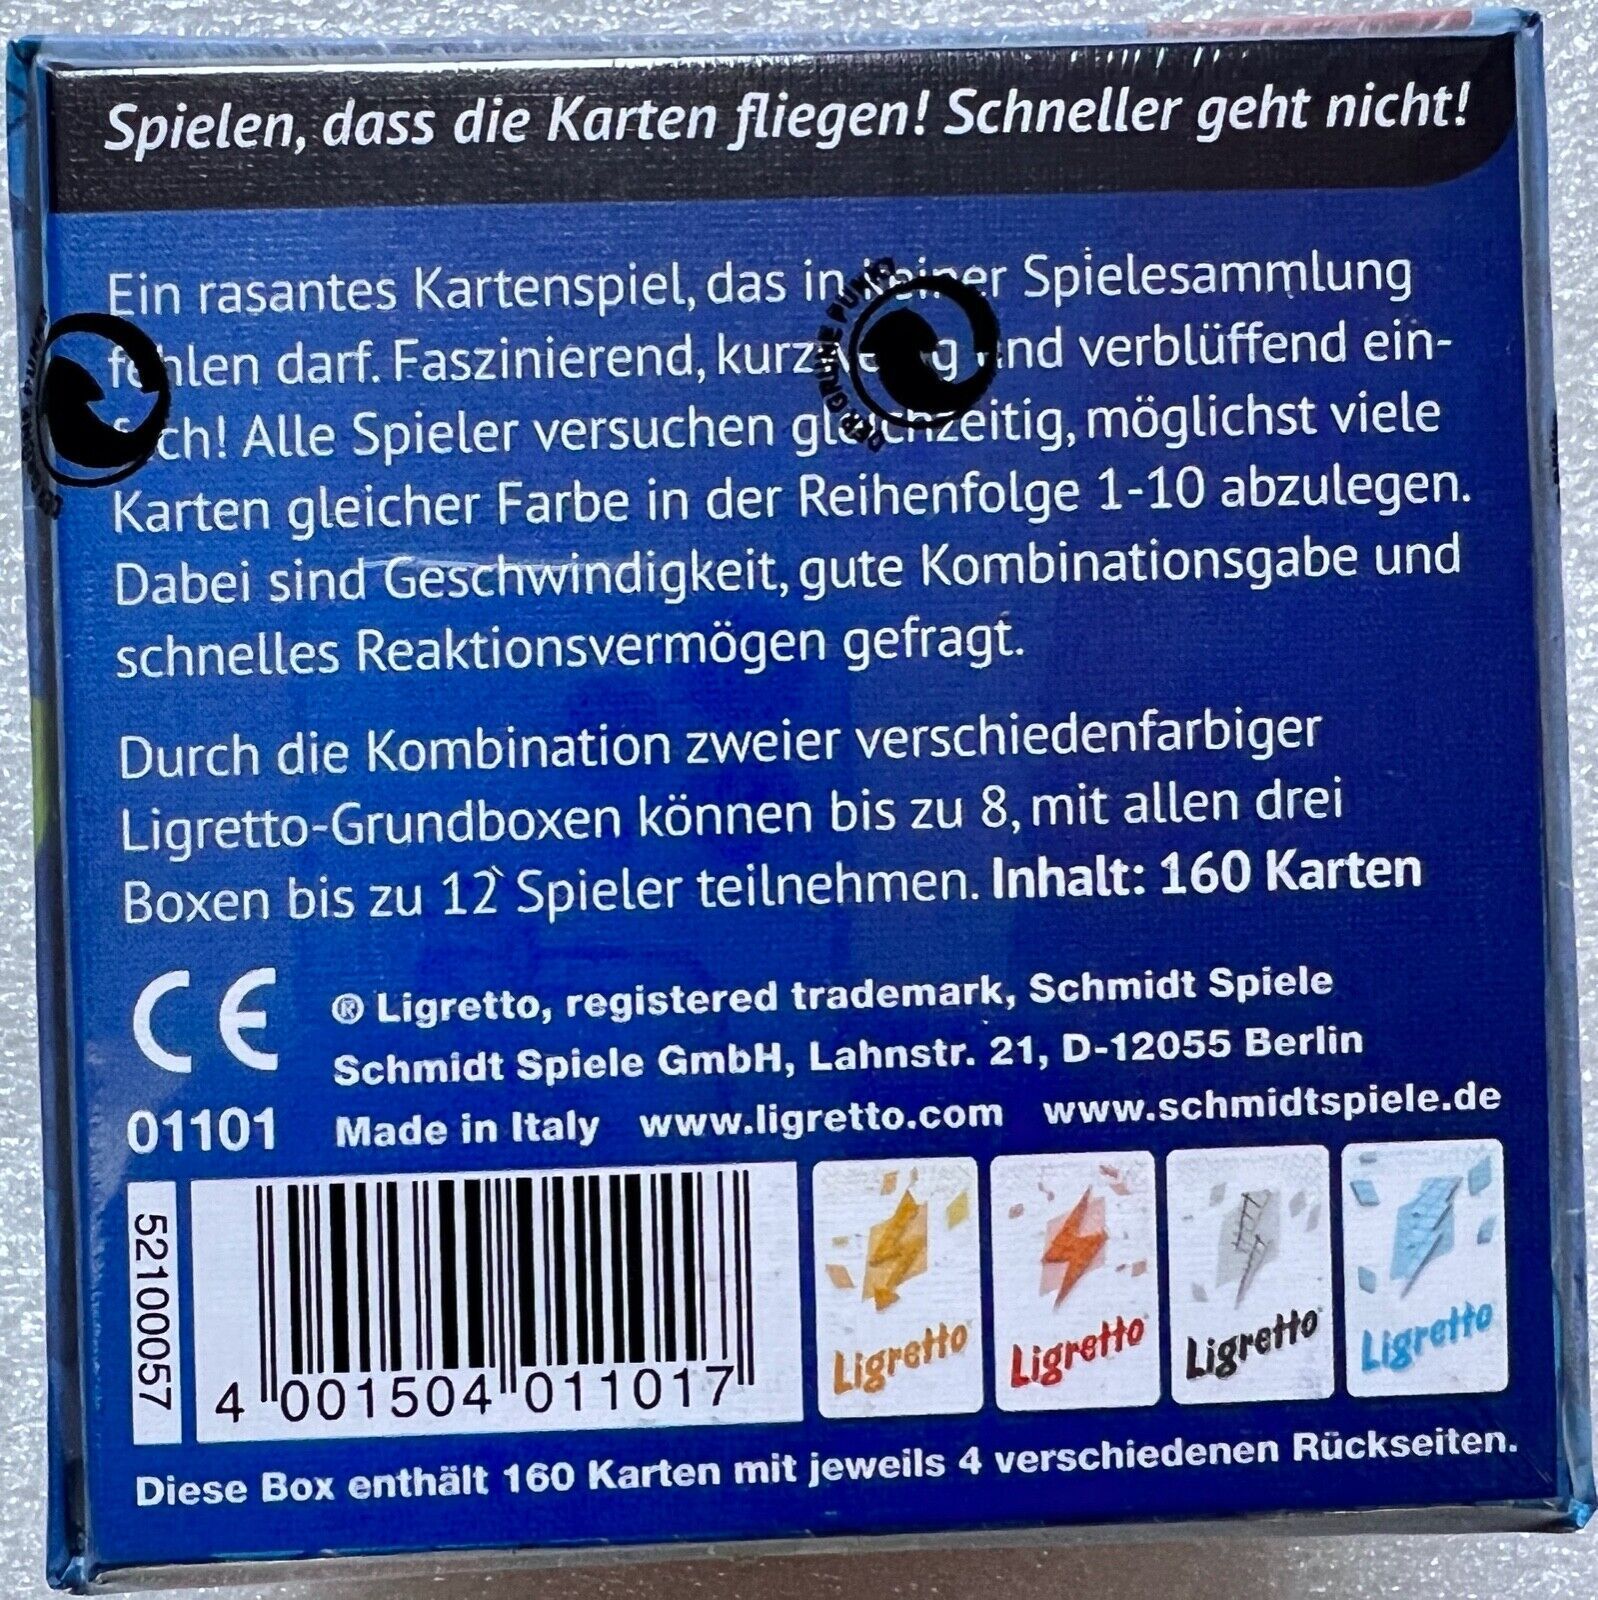 Spielen, dass die Karten fliegen! Schneller geht nicht!
Ein rasantes Kartenspiel, das in keiner Spielesammlung
fehlen darf. Faszinierend, kurzweilig und verblüffend ein-
fach! Alle Spieler versuchen gleichzeitig, möglichst viele
Karten gleicher Farbe in der Reihenfolge 1-10 abzulegen.
Dabei sind Geschwindigkeit, gute Kombinationsgabe und
schnelles Reaktionsvermögen gefragt.
Durch die Kombination zweier verschiedenfarbiger
Ligretto-Grundboxen können bis zu 8, mit allen drei
Boxen bis zu 12 Spieler teilnehmen. Inhalt: 160 Karten
CE
® Ligretto, registered trademark, Schmidt Spiele
Schmidt Spiele GmbH, Lahnstr. 21, D-12055 Berlin
01101 Made in Italy www.ligretto.com www.schmidtspiele.de
52100057
4 001504 011017
Ligretto Ligretto Ligretto Ligretto
Diese Box enthält 160 Karten mit jeweils 4 verschiedenen Rückseiten.
DER GRÜNE PUNKT